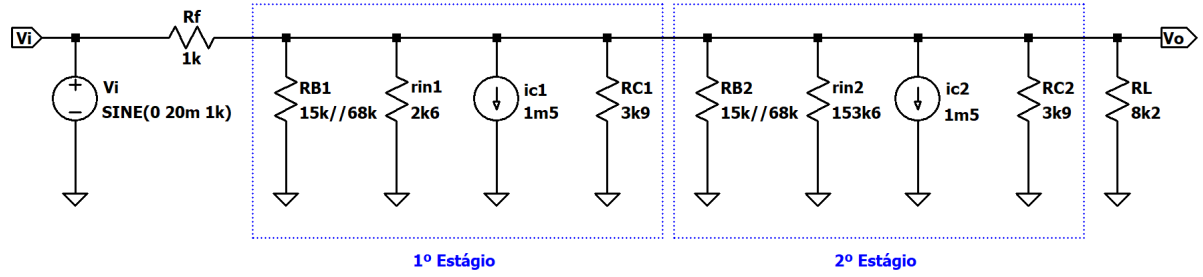 Vi
Rf
1k
Vi
SINE(0 20m 1k)
RB1
15k//68k
rin1
2k6
ic1
1m5
RC1
3k9
RB2
15k//68k
rin2
153k6
ic2
1m5
RC2
3k9
RL
8k2
Vo
1º Estágio
2º Estágio